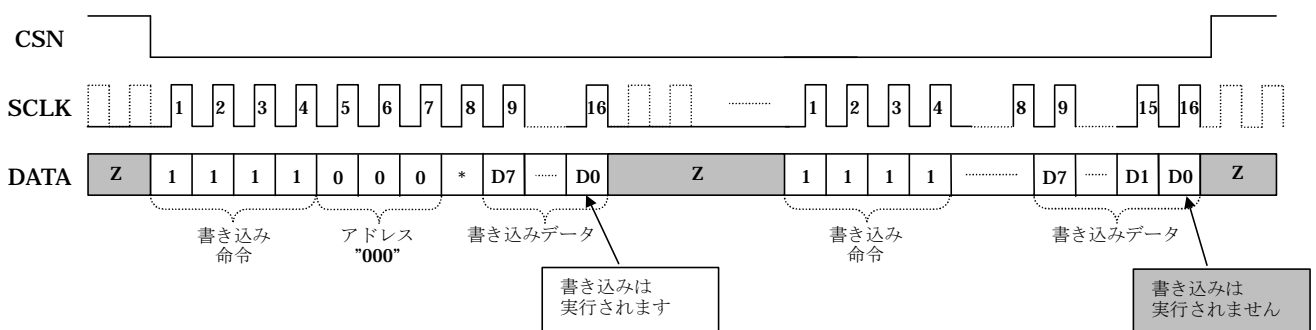 CSN
SCLK 1 2 3 4 5 6 7 8 9 16 1 2 3 4 8 9 15 16
DATA Z 1 1 1 1 0 0 0 * D7 D0 Z 1 1 1 1 D7 D1 D0 Z
書き込み
命令
アドレス
"000"
書き込みデータ
書き込み
命令
書き込みデータ
書き込みは
実行されます
書き込みは
実行されません